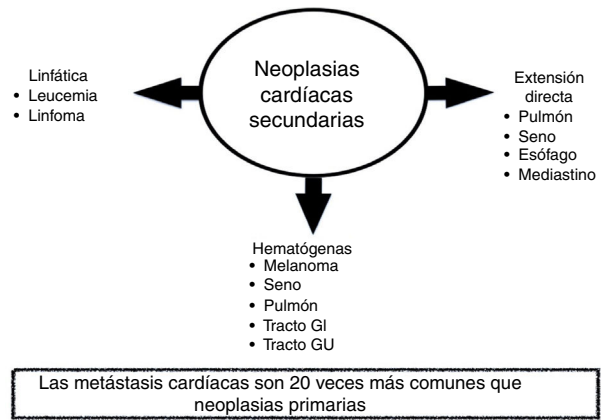 Neoplasias
cardíacas
secundarias
Linfática
• Leucemia
• Linfoma
Extensión
directa
• Pulmón
• Seno
• Esófago
• Mediastino
Hematógenas
• Melanoma
• Seno
• Pulmón
• Tracto GI
• Tracto GU
Las metástasis cardíacas son 20 veces más comunes que
neoplasias primarias